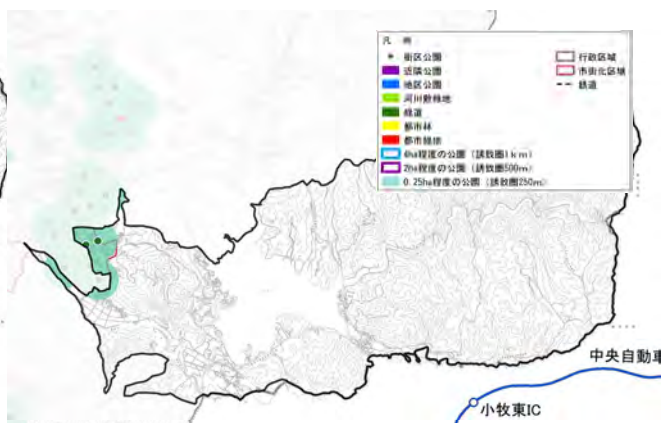 凡 例
街区公園
近隣公園
地区公園
河川敷緑地
緑道
都市林
都市緑地
4ha程度の公園（誘致圏1km）
2ha程度の公園（誘致圏500m）
0.25ha程度の公園（誘致圏250m）
行政区域
市街化区域
鉄道
中央自動車
小牧東IC